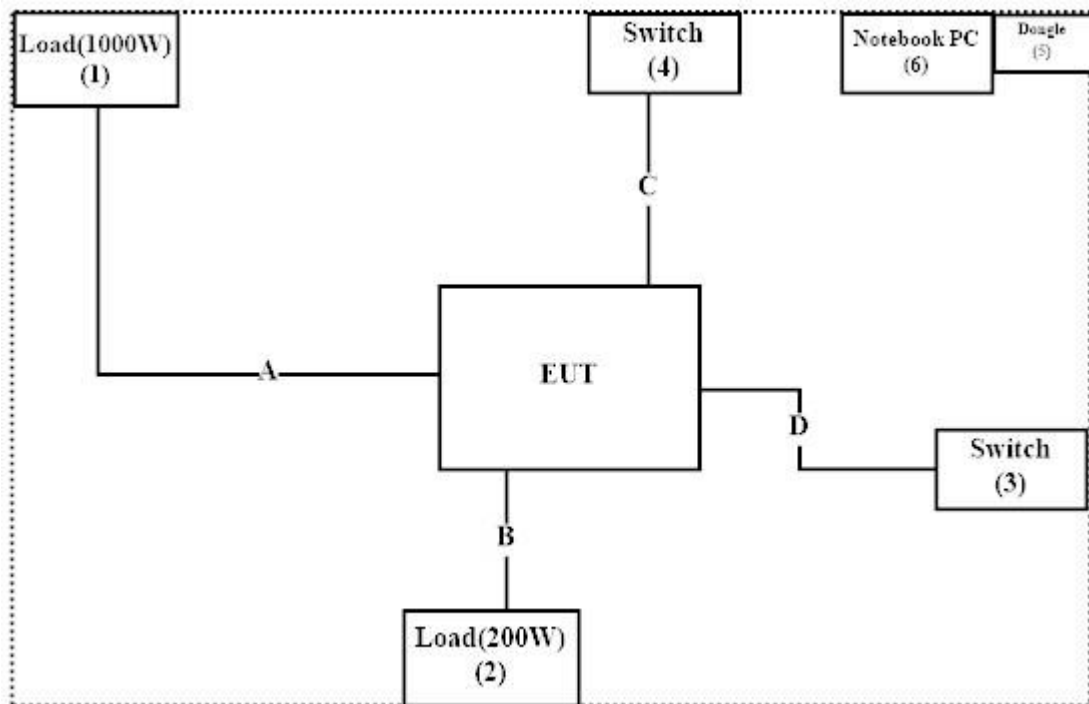 Load(1000W)
(1)
Switch
(4)
Notebook PC
(6)
Dongle
(5)
C
EUT
A
D
Switch
(3)
B
Load(200W)
(2)